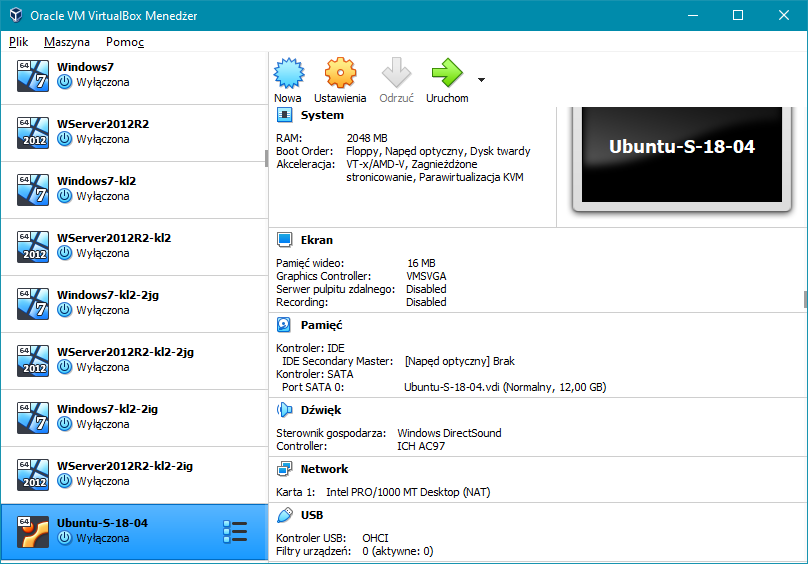 Oracle VM VirtualBox Menedżer
Plik Maszyna Pomoc
64 7 Windows7
Wyłączona
64 2012 WServer2012R2
Wyłączona
64 7 Windows7-kl2
Wyłączona
64 2012 WServer2012R2-kl2
Wyłączona
64 7 Windows7-kl2-2jg
Wyłączona
64 2012 WServer2012R2-kl2-2jg
Wyłączona
64 7 Windows7-kl2-2ig
Wyłączona
64 2012 WServer2012R2-kl2-2ig
Wyłączona
64 Ubuntu-S-18-04
Wyłączona
Nowa Ustawienia Odrzuć Uruchom
System
RAM: 2048 MB
Boot Order: Floppy, Napęd optyczny, Dysk twardy
Akceleracja: VT-x/AMD-V, Zagnieżdżone
stronicowanie, Parawirtualizacja KVM
Ubuntu-S-18-04
Ekran
Pamięć wideo: 16 MB
Graphics Controller: VMSVGA
Serwer pulpitu zdalnego: Disabled
Recording: Disabled
Pamięć
Kontroler: IDE
IDE Secondary Master: [Napęd optyczny] Brak
Kontroler: SATA
Port SATA 0: Ubuntu-S-18-04.vdi (Normalny, 12,00 GB)
Dźwięk
Sterownik gospodarza: Windows DirectSound
Controller: ICH AC97
Network
Karta 1: Intel PRO/1000 MT Desktop (NAT)
USB
Kontroler USB: OHCI
Filtry urządzeń: 0 (aktywne: 0)